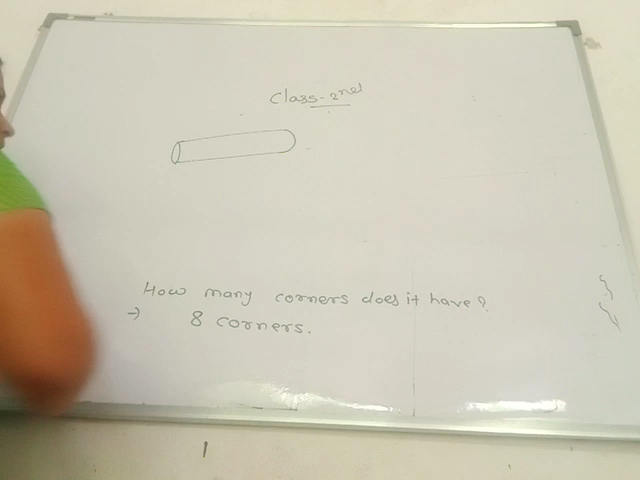 Class-2nd
How many corners does it have?
→ 8 corners.